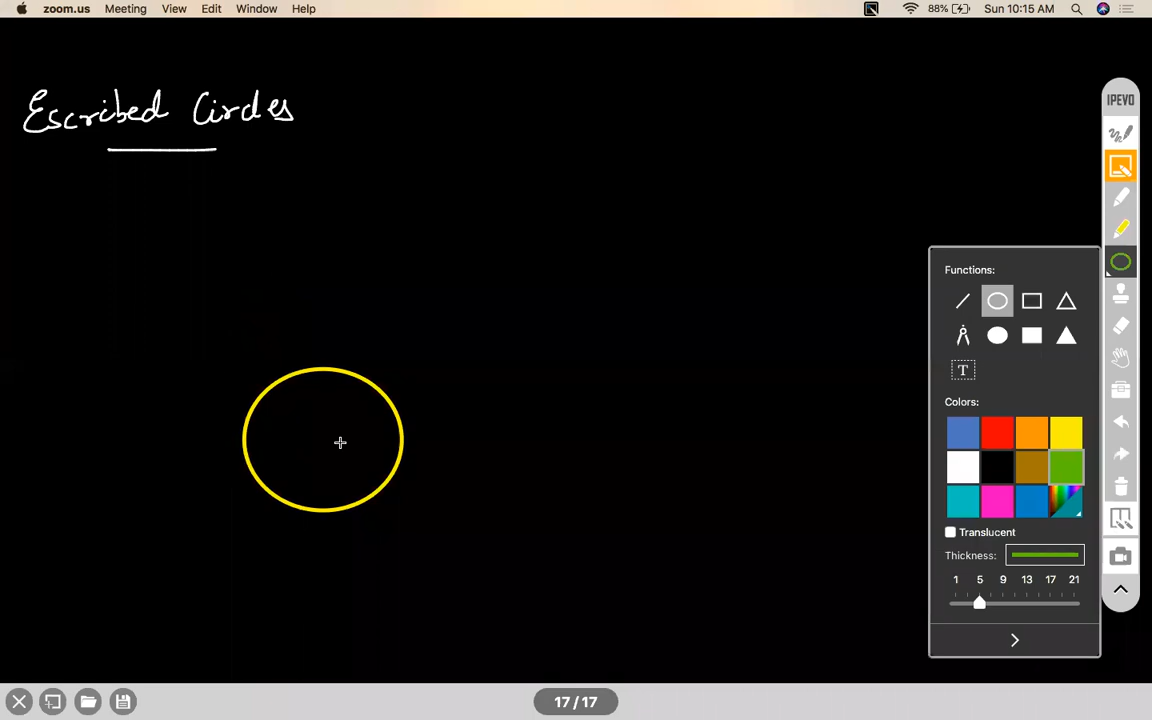 zoom.us Meeting View Edit Window Help 88% Sun 10:15 AM
Escribed Circles
IPEVO
Functions:
T
Colors:
Translucent
Thickness:
1 5 9 13 17 21
17 / 17